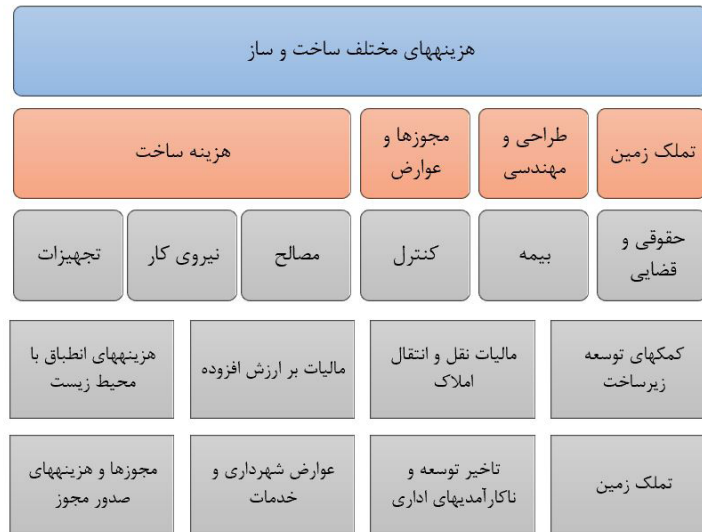 هزینههای مختلف ساخت و ساز
تملک زمین
طراحی و
مهندسی
مجوزها و
عوارض
هزینه ساخت
حقوقی و
قضایی
بیمه
کنترل
مصالح
نیروی کار
تجهیزات
کمکهای توسعه
زیرساخت
مالیات نقل و انتقال
املاک
مالیات بر ارزش افزوده
هزینههای انطباق با
محیط زیست
تملک زمین
تاخیر توسعه و
ناکارآمدیهای اداری
عوارض شهرداری و
خدمات
مجوزها و هزینههای
صدور مجوز